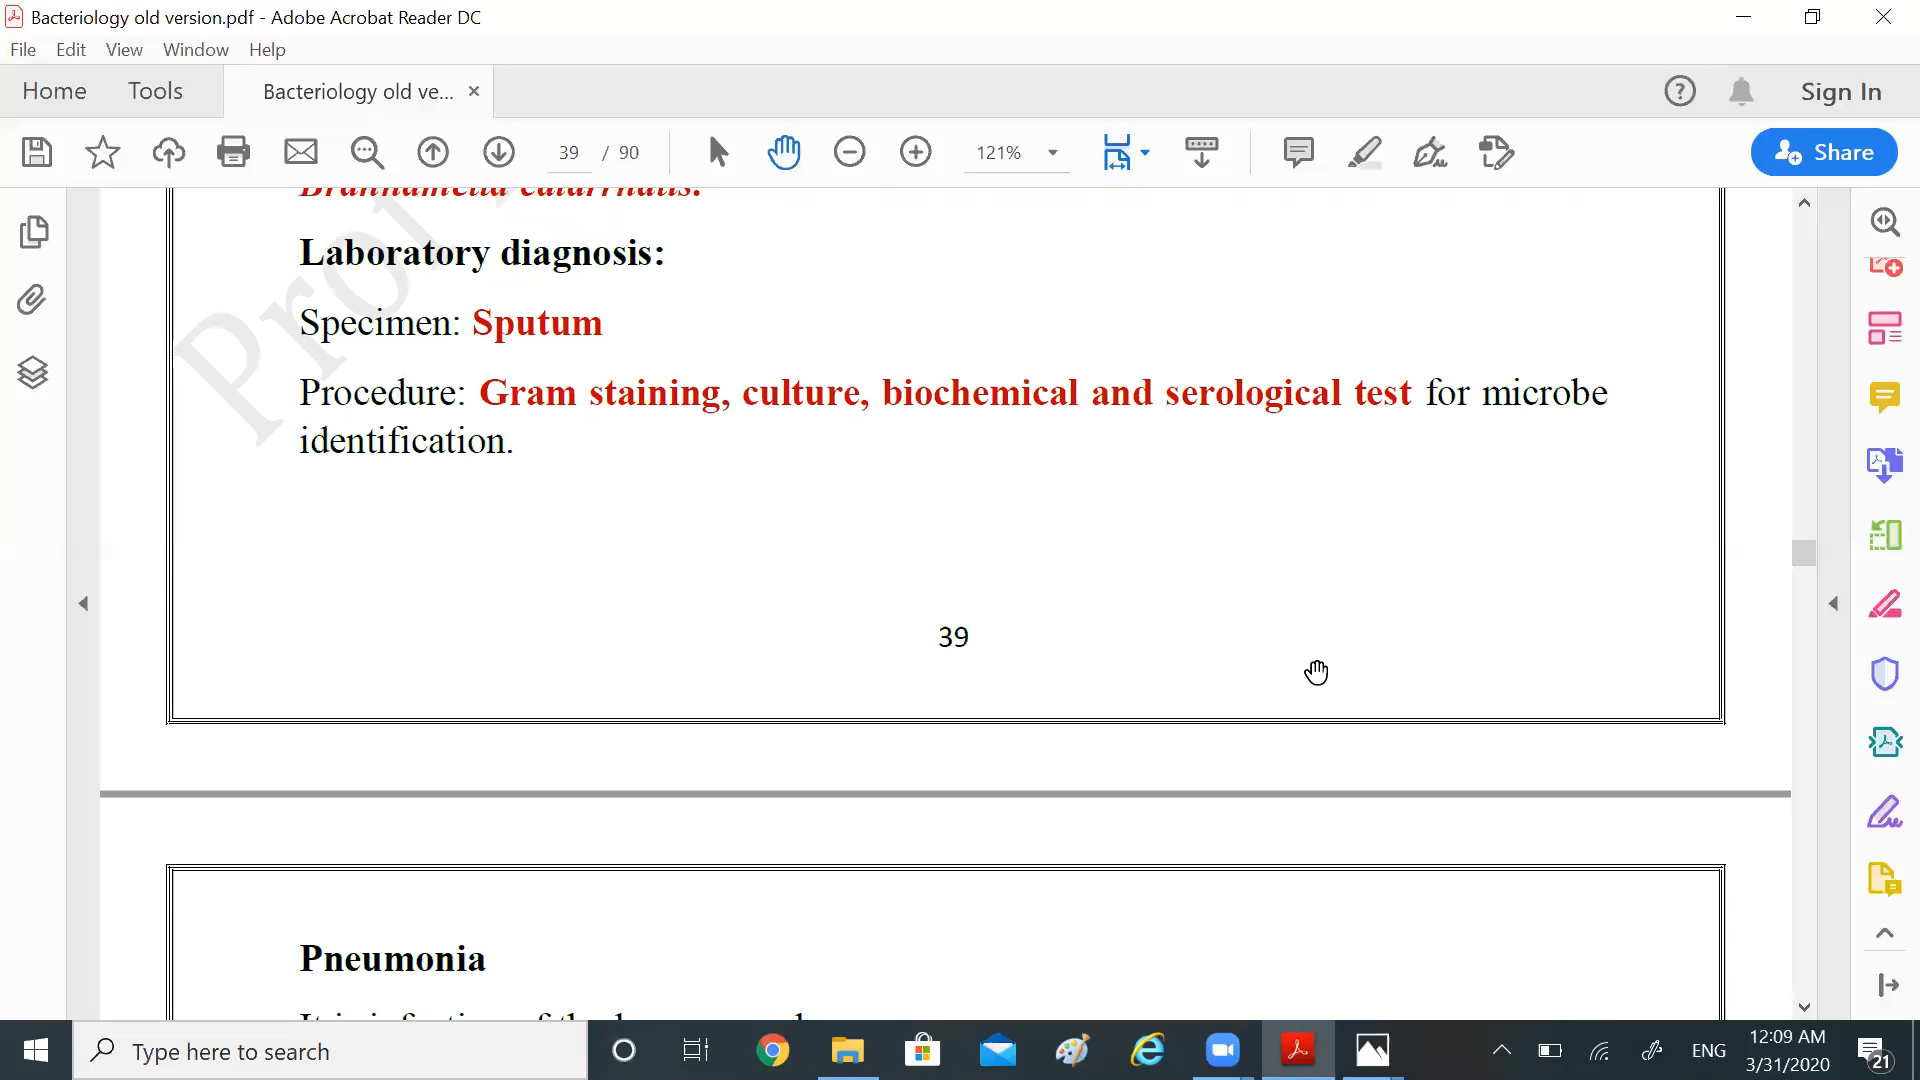 Bacteriology old version.pdf - Adobe Acrobat Reader DC
File Edit View Window Help
Home Tools Bacteriology old ve... × Sign In
39 / 90 121% Share
Laboratory diagnosis:
Specimen: Sputum
Procedure: Gram staining, culture, biochemical and serological test for microbe
identification.
39
Pneumonia
Type here to search
ENG
12:09 AM
3/31/2020
21